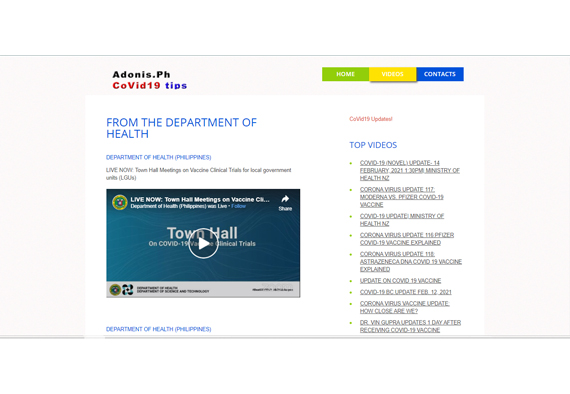 Adonis.Ph
CoVid19 tips
HOME
VIDEOS
CONTACTS
FROM THE DEPARTMENT OF
HEALTH
DEPARTMENT OF HEALTH (PHILIPPINES)
LIVE NOW: Town Hall Meetings on Vaccine Clinical Trials for local government
units (LGUs)
LIVE NOW: Town Hall Meetings on Vaccine Cli...
Department of Health (Philippines) was Live • Follow
Share
Town Hall
On COVID-19 Vaccine Clinical Trials
DEPARTMENT OF HEALTH
DEPARTMENT OF SCIENCE AND TECHNOLOGY
DEPARTMENT OF HEALTH (PHILIPPINES)
CoVid19 Updates!
TOP VIDEOS
COVID-19 (NOVEL) UPDATE- 14
FEBRUARY, 2021 1:30PM| MINISTRY OF
HEALTH NZ
CORONA VIRUS UPDATE 117:
MODERNA VS. PFIZER COVID-19
VACCINE
COVID-19 UPDATE| MINISTRY OF
HEALTH NZ
CORONA VIRUS UPDATE 116:PFIZER
COVID-19 VACCINE EXPLAINED
CORONA VIRUS UPDATE 118:
ASTRAZENECA DNA COVID 19 VACCINE
EXPLAINED
UPDATE ON COVID 19 VACCINE
COVID-19 BC UPDATE FEB. 12, 2021
CORONA VIRUS VACCINE UPDATE:
HOW CLOSE ARE WE?
DR. VIN GUPRA UPDATES 1 DAY AFTER
RECEIVING COVID-19 VACCINE